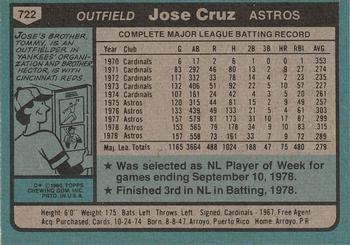 722 OUTFIELD Jose Cruz ASTROS
JOSE'S BROTHER,
TOMMY, IS AN
OUTFIELDER IN
YANKEES' ORGAN-
IZATION AND
BROTHER,
HECTOR, IS WITH
CINCINNATI REDS.
D* © 1980 TOPPS
CHEWING GUM, INC.
PRTD. IN U.S.A.
COMPLETE MAJOR LEAGUE BATTING RECORD
Year Club G AB R H 2B 3B HR RBI AVG.
1970 Cardinals 6 17 2 6 1 0 0 1 .353
1971 Cardinals 83 292 46 80 13 2 9 27 .274
1972 Cardinals 117 332 33 78 14 4 2 23 .235
1973 Cardinals 132 406 51 92 22 5 10 57 .227
1974 Cardinals 107 161 24 42 4 3 5 20 .261
1975 Astros 120 315 44 81 15 2 9 49 .257
1976 Astros 133 439 49 133 21 5 4 61 .303
1977 Astros 157 579 87 173 31 10 17 87 .299
1978 Astros 153 565 79 178 34 9 10 83 .315
1979 Astros 157 558 73 161 33 7 9 72 .289
Maj. Lea. Totals 1165 3664 488 1024 188 47 75 480 .279
★ Was selected as NL Player of Week for
games ending September 10, 1978.
★ Finished 3rd in NL in Batting, 1978.
Height: 6'0" Weight: 175 Bats: Left Throws: Left Signed: Cardinals - 1967, Free Agent
Acq: Purchased, Cards, 10-24-74 Born: 8-8-47, Arroyo, Puerto Rico Home: Arroyo, P.R.